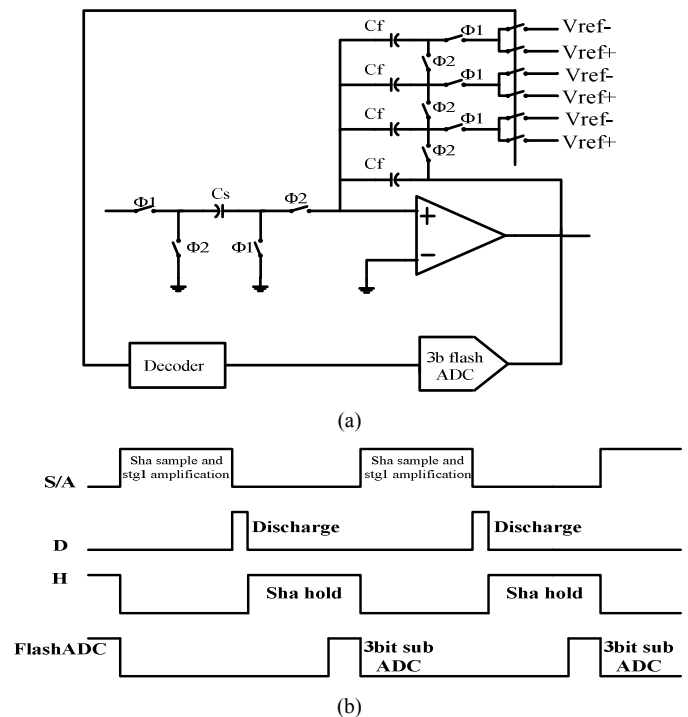 Cf Φ1 Vref-
Φ2 Vref+
Cf Φ1 Vref-
Φ2 Vref+
Cf Φ1 Vref-
Φ2 Vref+
Cf
Φ1 Cs Φ2
Φ2 Φ1
+
−
Decoder
3b flash
ADC
(a)
Sha sample and
stg1 amplification
Sha sample and
stg1 amplification
S/A
Discharge Discharge
D
H
Sha hold Sha hold
FlashADC
3bit sub
ADC
3bit sub
ADC
(b)